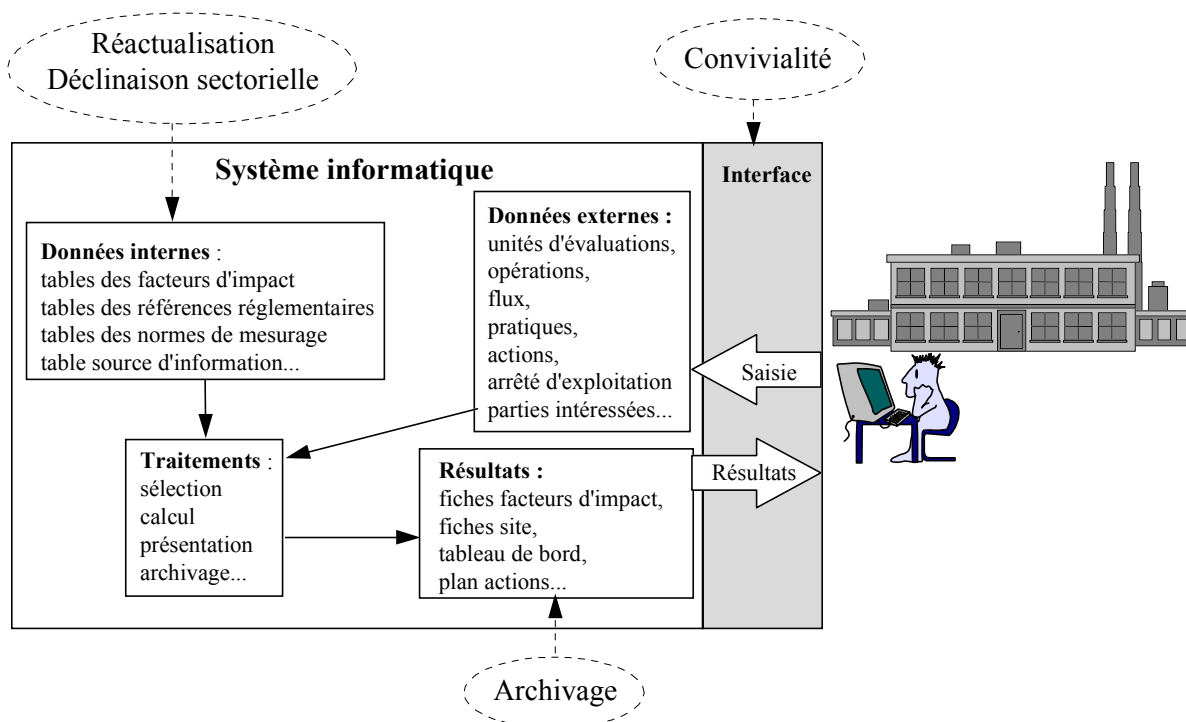 Réactualisation
Déclinaison sectorielle
Convivialité
Système informatique
Interface
Données internes :
tables des facteurs d'impact
tables des références réglementaires
tables des normes de mesurage
table source d'information...
Données externes :
unités d'évaluations,
opérations,
flux,
pratiques,
actions,
arrêté d'exploitation
parties intéressées...
Saisie
Traitements :
sélection
calcul
présentation
archivage...
Résultats :
fiches facteurs d'impact,
fiches site,
tableau de bord,
plan actions...
Résultats
Archivage